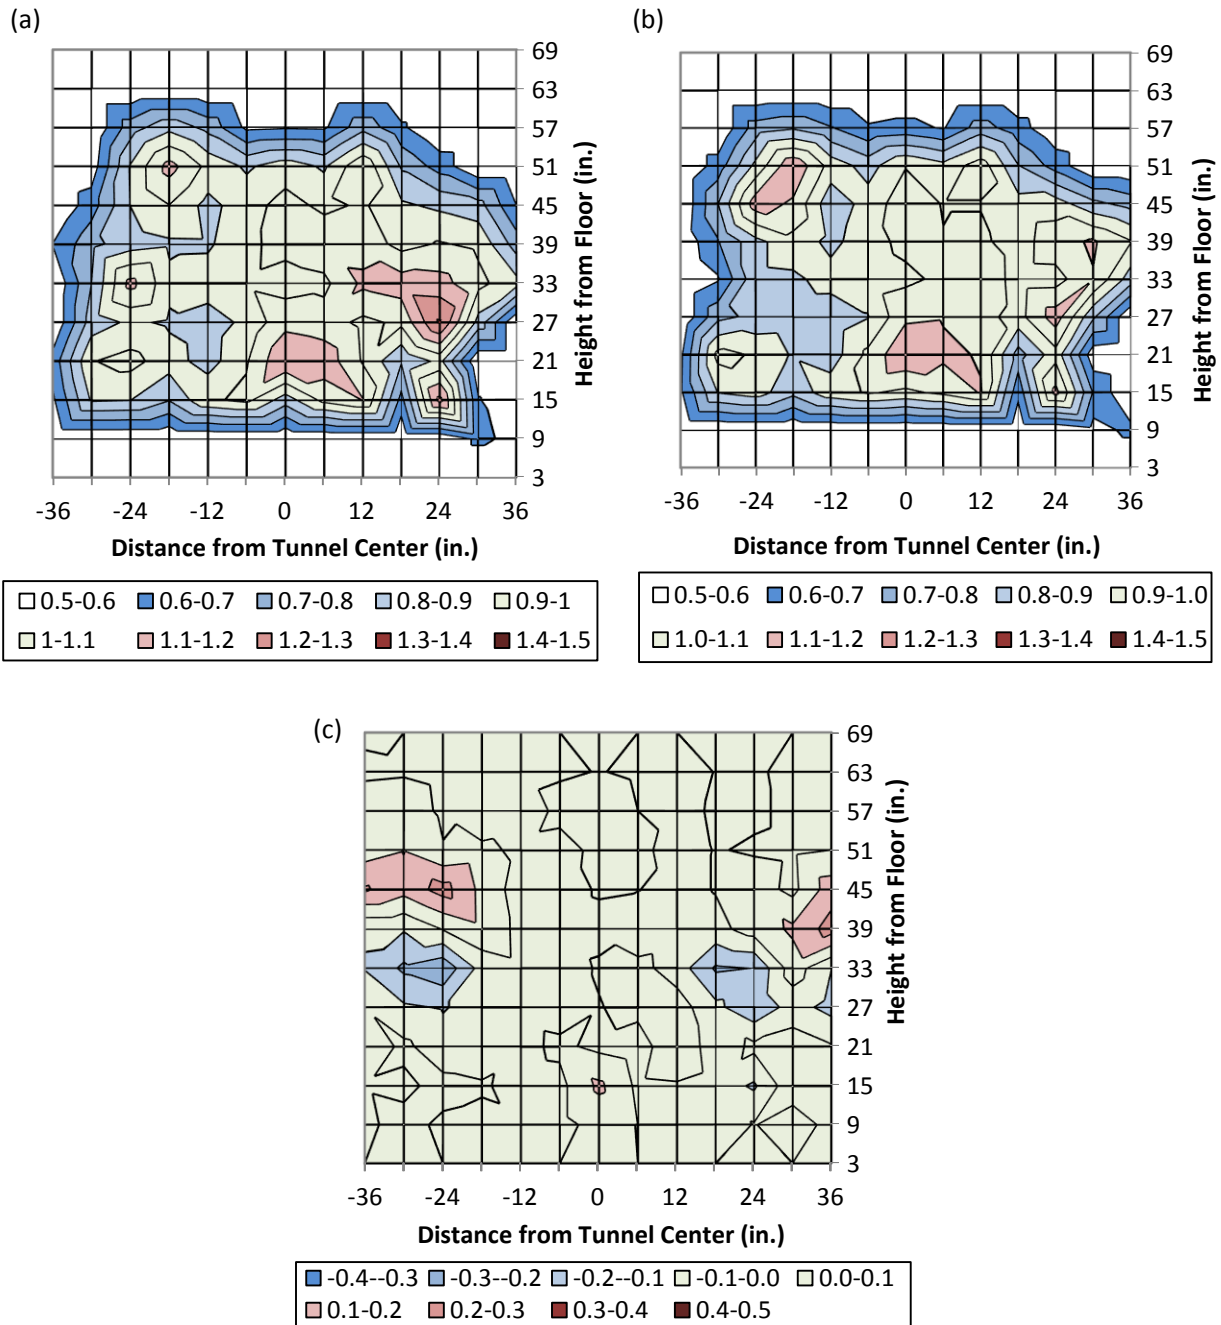 (a)
69
63
57
51
45
39
33
27
21
15
9
3
Height from Floor (in.)
-36 -24 -12 0 12 24 36
Distance from Tunnel Center (in.)
0.5-0.6 0.6-0.7 0.7-0.8 0.8-0.9 0.9-1
1-1.1 1.1-1.2 1.2-1.3 1.3-1.4 1.4-1.5
(b)
69
63
57
51
45
39
33
27
21
15
9
3
Height from Floor (in.)
-36 -24 -12 0 12 24 36
Distance from Tunnel Center (in.)
0.5-0.6 0.6-0.7 0.7-0.8 0.8-0.9 0.9-1.0
1.0-1.1 1.1-1.2 1.2-1.3 1.3-1.4 1.4-1.5
(c)
69
63
57
51
45
39
33
27
21
15
9
3
Height from Floor (in.)
-36 -24 -12 0 12 24 36
Distance from Tunnel Center (in.)
-0.4--0.3 -0.3--0.2 -0.2--0.1 -0.1-0.0 0.0-0.1
0.1-0.2 0.2-0.3 0.3-0.4 0.4-0.5